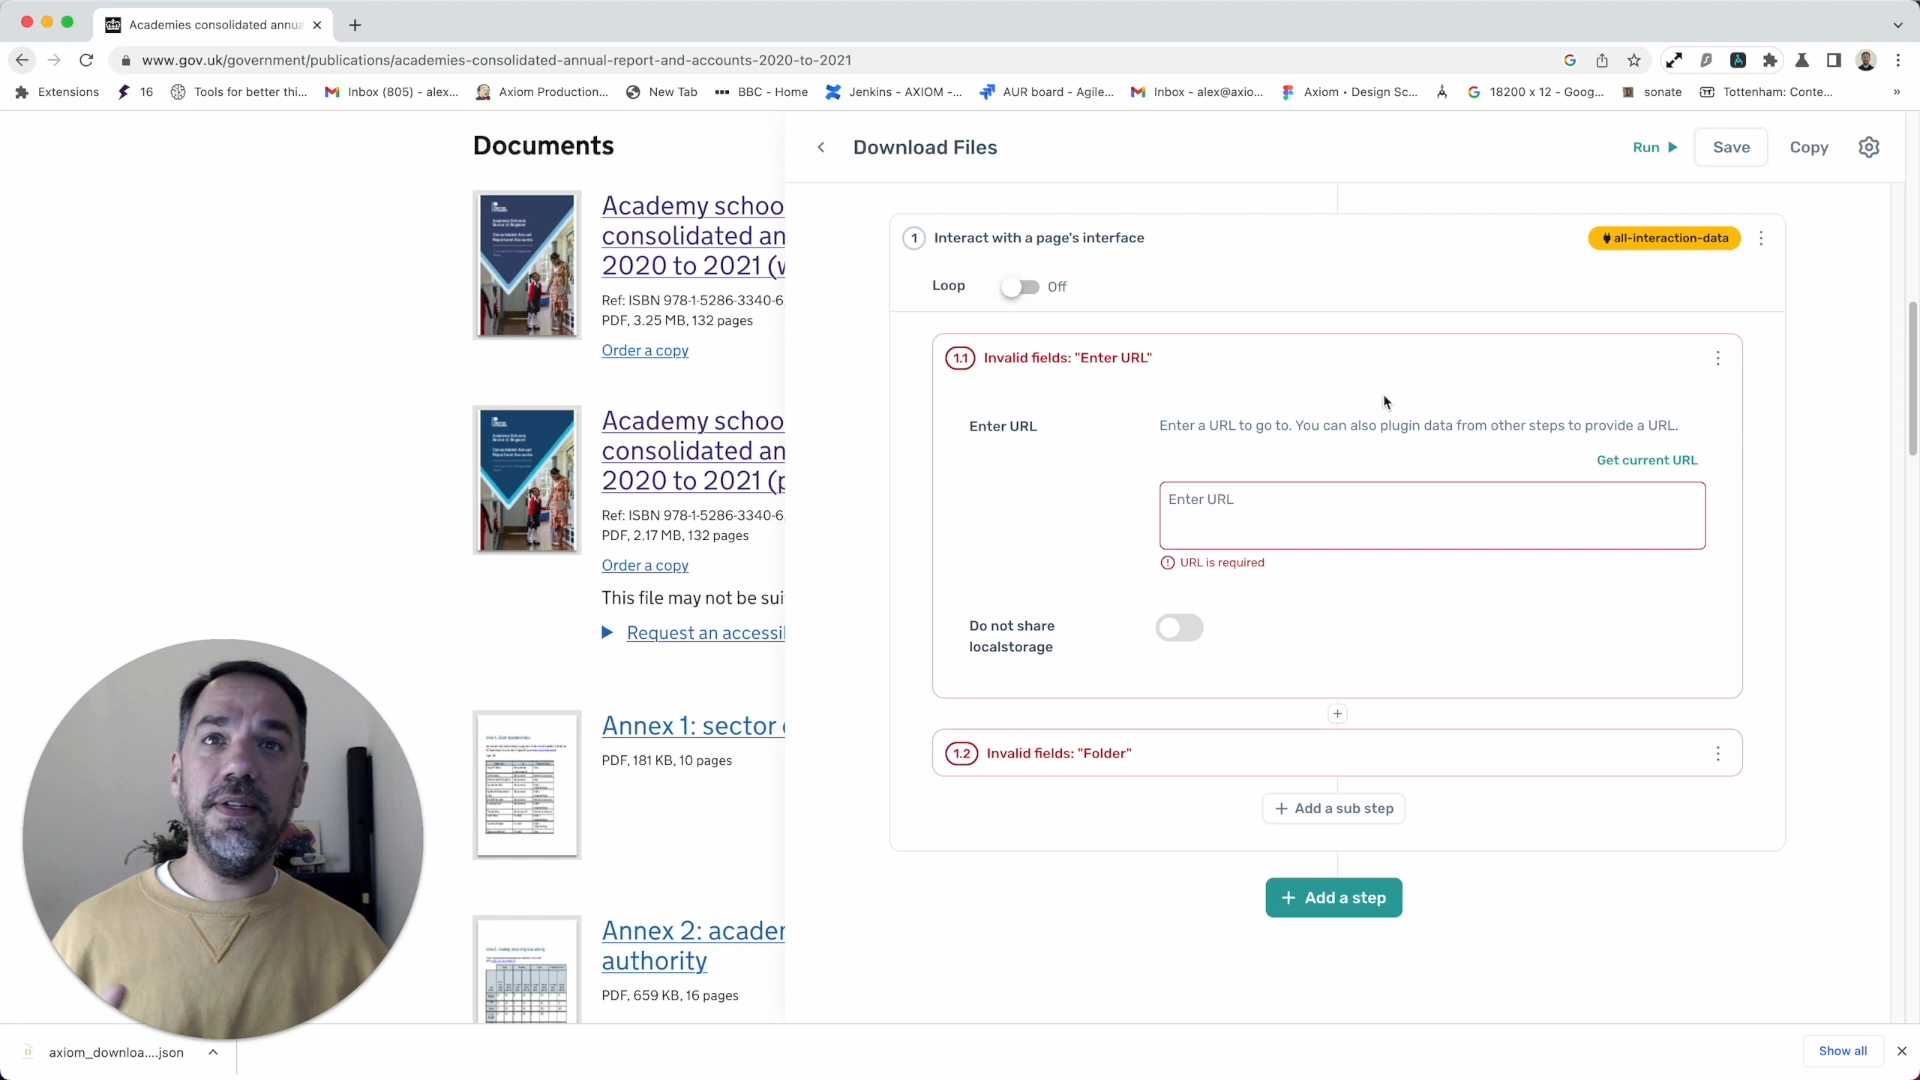 Academies consolidated annua
www.gov.uk/government/publications/academies-consolidated-annual-report-and-accounts-2020-to-2021
Extensions
16
Tools for better thi...
Inbox (805) - alex...
Axiom Production...
New Tab
BBC - Home
Jenkins - AXIOM -...
AUR board - Agile...
Inbox - alex@axio...
Axiom • Design Sc...
18200 x 12 - Goog...
sonate
Tottenham: Conte...
»
Documents
Academy schoo
consolidated an
2020 to 2021 (w
Ref: ISBN 978-1-5286-3340-6
PDF, 3.25 MB, 132 pages
Order a copy
Academy schoo
consolidated an
2020 to 2021 (p
Ref: ISBN 978-1-5286-3340-6
PDF, 2.17 MB, 132 pages
Order a copy
This file may not be sui
Request an accessil
Annex 1: sector
PDF, 181 KB, 10 pages
Annex 2: acader
authority
PDF, 659 KB, 16 pages
Download Files
Run
Save
Copy
1
Interact with a page's interface
all-interaction-data
Loop
Off
1.1
Invalid fields: "Enter URL"
Enter URL
Enter a URL to go to. You can also plugin data from other steps to provide a URL.
Get current URL
Enter URL
URL is required
Do not share
localstorage
1.2
Invalid fields: "Folder"
+ Add a sub step
+ Add a step
axiom_downloa....json
Show all